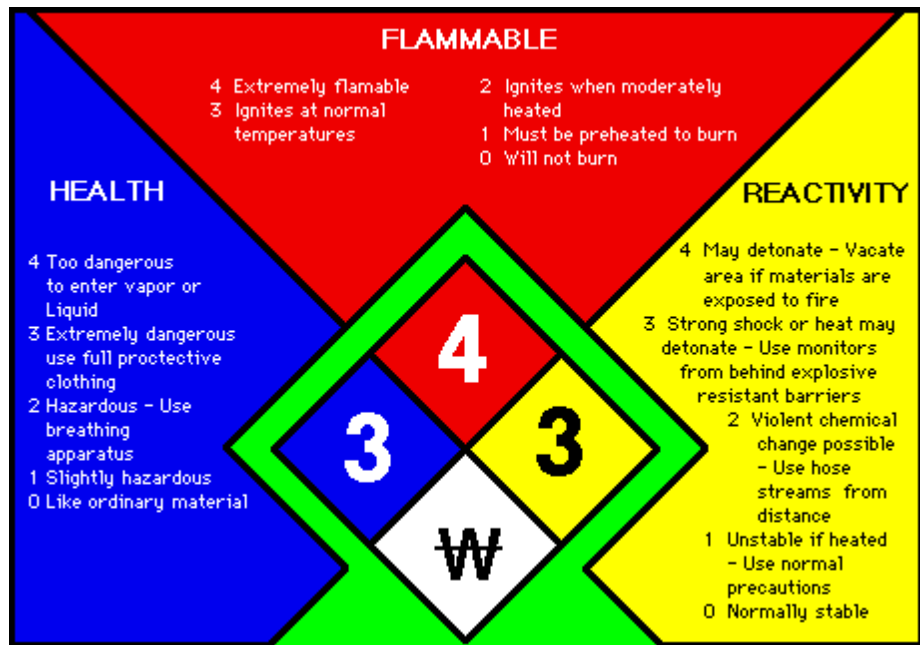 FLAMMABLE
4 Extremely flamable
3 Ignites at normal
temperatures
2 Ignites when moderately
heated
1 Must be preheated to burn
0 Will not burn
HEALTH
4 Too dangerous
to enter vapor or
Liquid
3 Extremely dangerous
use full proctective
clothing
2 Hazardous - Use
breathing
apparatus
1 Slightly hazardous
0 Like ordinary material
REACTIVITY
4 May detonate - Vacate
area if materials are
exposed to fire
3 Strong shock or heat may
detonate - Use monitors
from behind explosive
resistant barriers
2 Violent chemical
change possible
- Use hose
streams from
distance
1 Unstable if heated
- Use normal
precautions
0 Normally stable
4
3
3
W